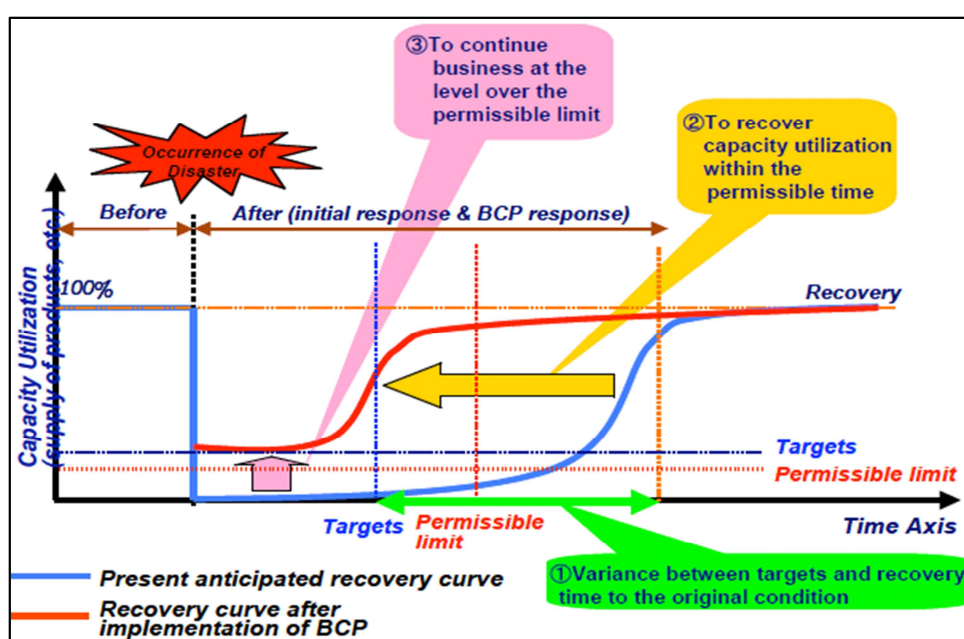 ③To continue
business at the
level over the
permissible limit
②To recover
capacity utilization
within the
permissible time
Occurrence of
Disaster
Before
After (initial response & BCP response)
100%
Recovery
Capacity Utilization
(supply of products, etc)
Targets
Permissible limit
Targets
Permissible
limit
Time Axis
①Variance between targets and recovery
time to the original condition
Present anticipated recovery curve
Recovery curve after
implementation of BCP